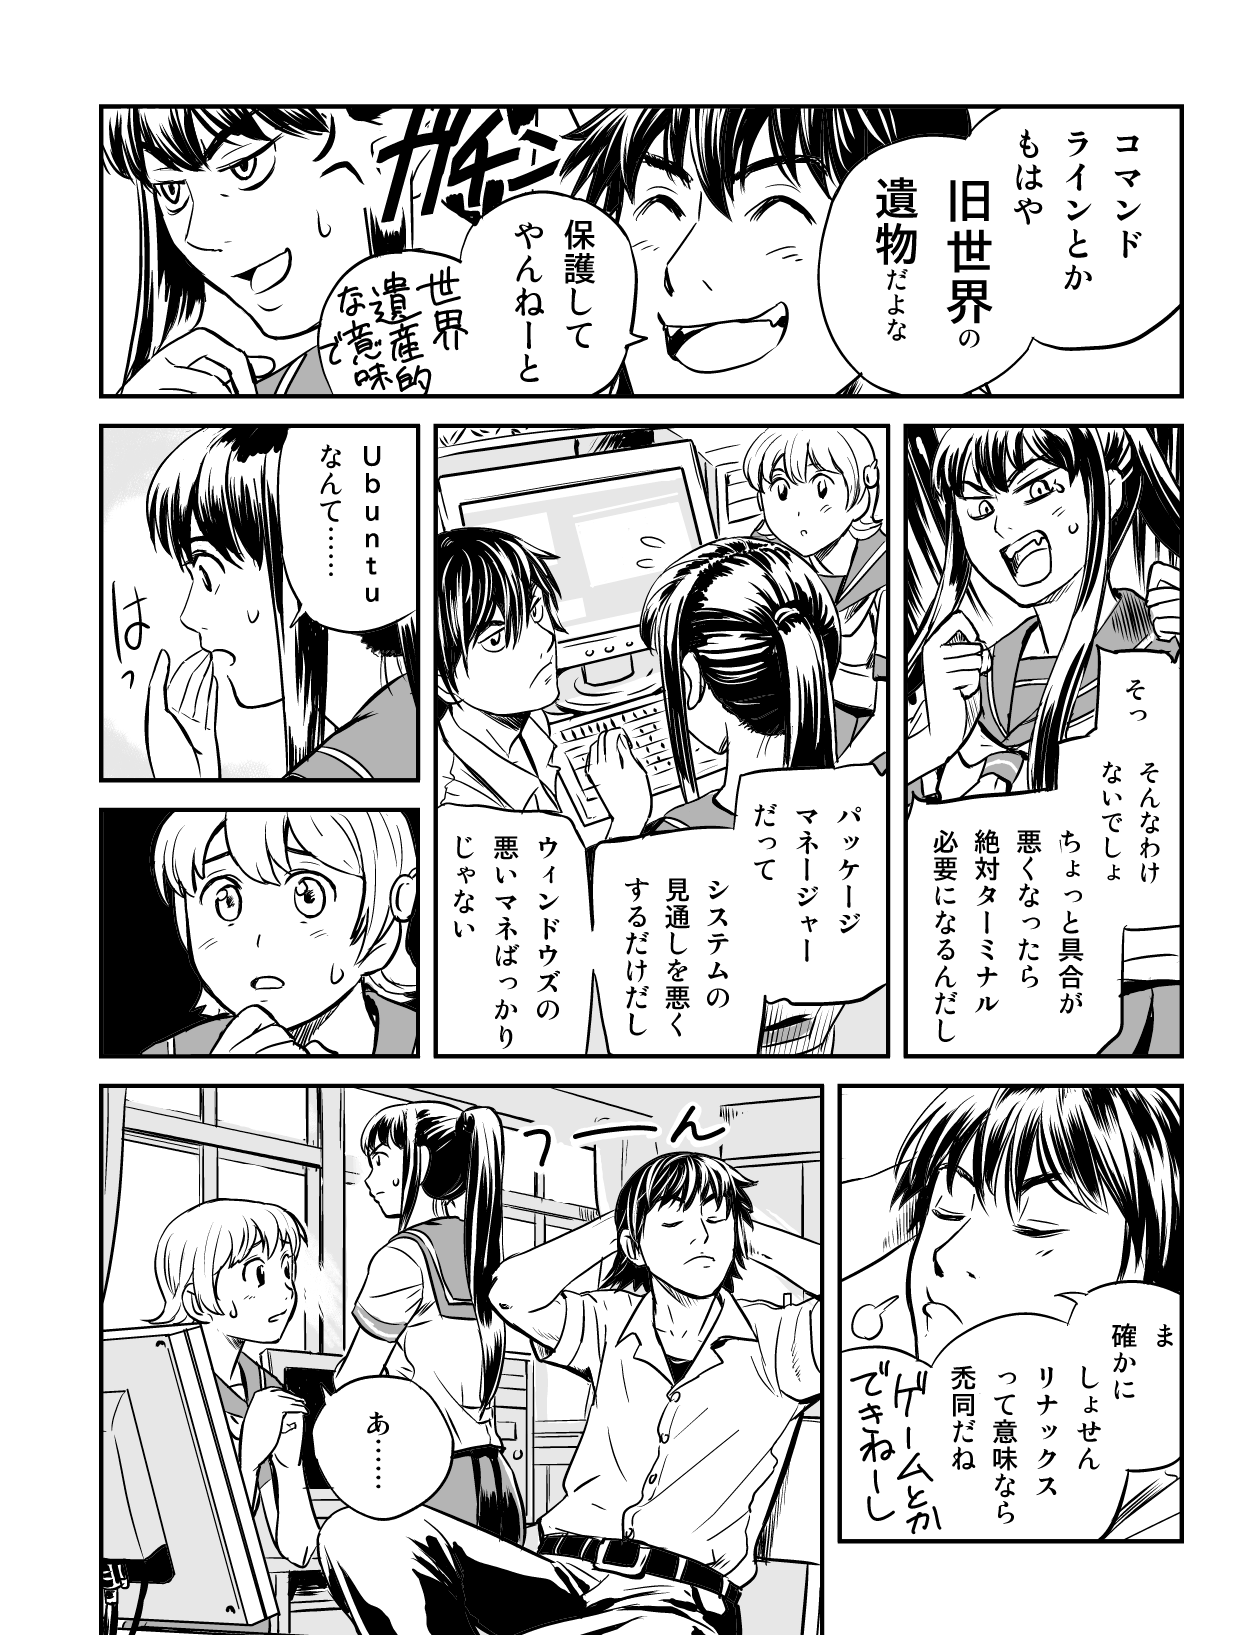 コマンド
ラインとか
もはや
旧世界の
遺物だよな
保護して
やんねーと
世界
遺産的
な意味
で
ガチン
そっ
そんなわけ
ないでしょ
ちょっと具合が
悪くなったら
絶対ターミナル
必要になるんだし
パッケージ
マネージャー
だって
システムの
見通しを悪く
するだけだし
ウィンドウズの
悪いマネばっかり
じゃない
Ubuntu
なんて……
はっ
ま
確かに
しょせん
リナックス
って意味なら
禿同だね
ゲームとか
できねーし
うーん
あ……